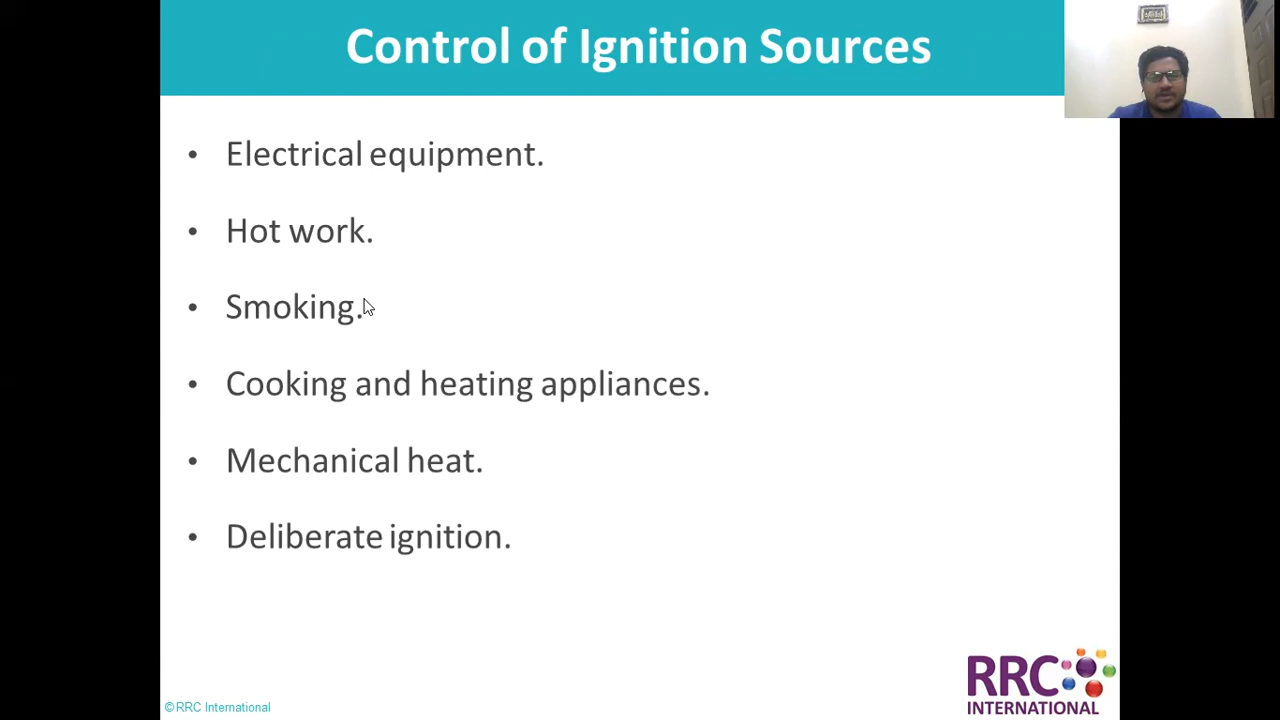 Control of Ignition Sources
• Electrical equipment.
• Hot work.
• Smoking.
• Cooking and heating appliances.
• Mechanical heat.
• Deliberate ignition.
© RRC International
RRC
INTERNATIONAL